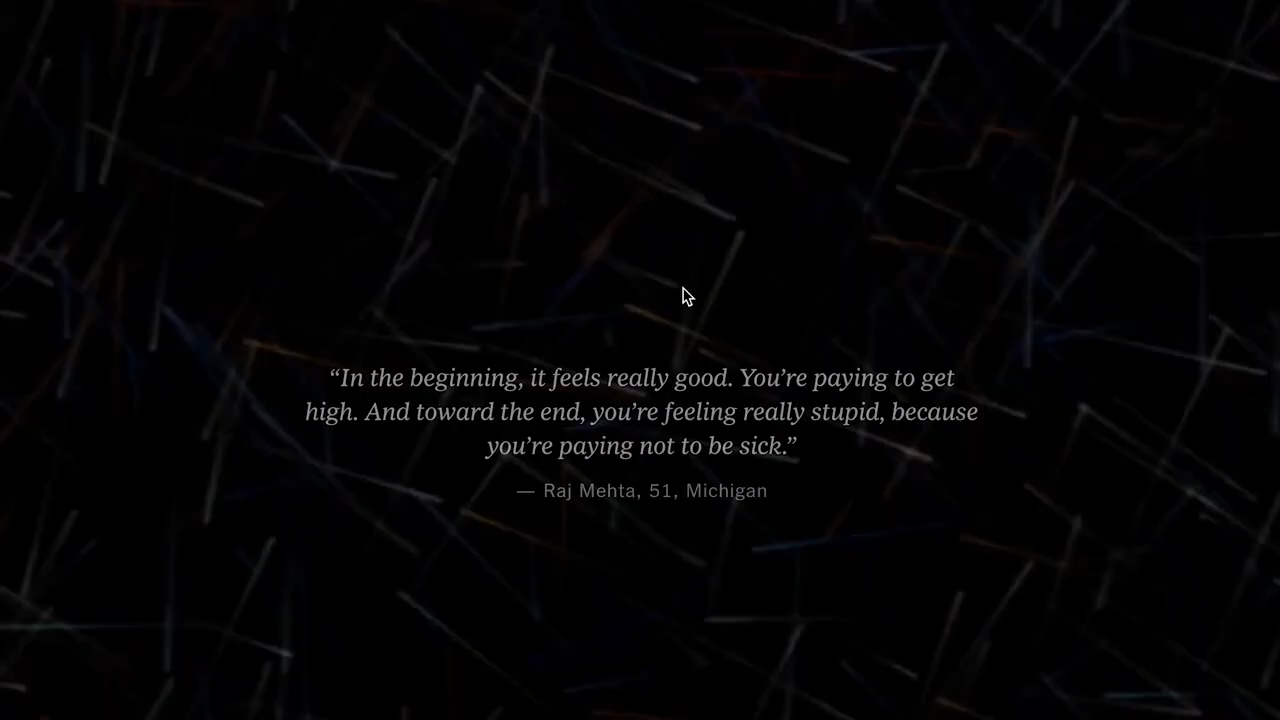 “In the beginning, it feels really good. You’re paying to get
high. And toward the end, you’re feeling really stupid, because
you’re paying not to be sick.”
— Raj Mehta, 51, Michigan